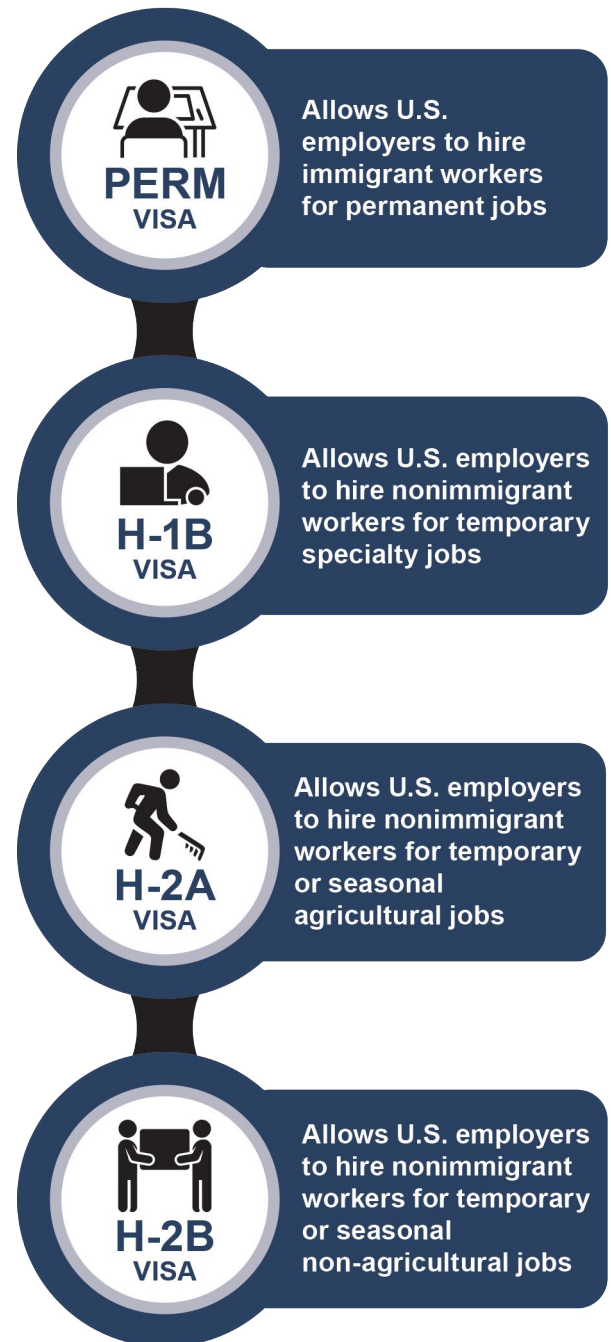 PERM
VISA
Allows U.S.
employers to hire
immigrant workers
for permanent jobs
H-1B
VISA
Allows U.S. employers
to hire nonimmigrant
workers for temporary
specialty jobs
H-2A
VISA
Allows U.S. employers
to hire nonimmigrant
workers for temporary
or seasonal
agricultural jobs
H-2B
VISA
Allows U.S. employers
to hire nonimmigrant
workers for temporary
or seasonal
non-agricultural jobs